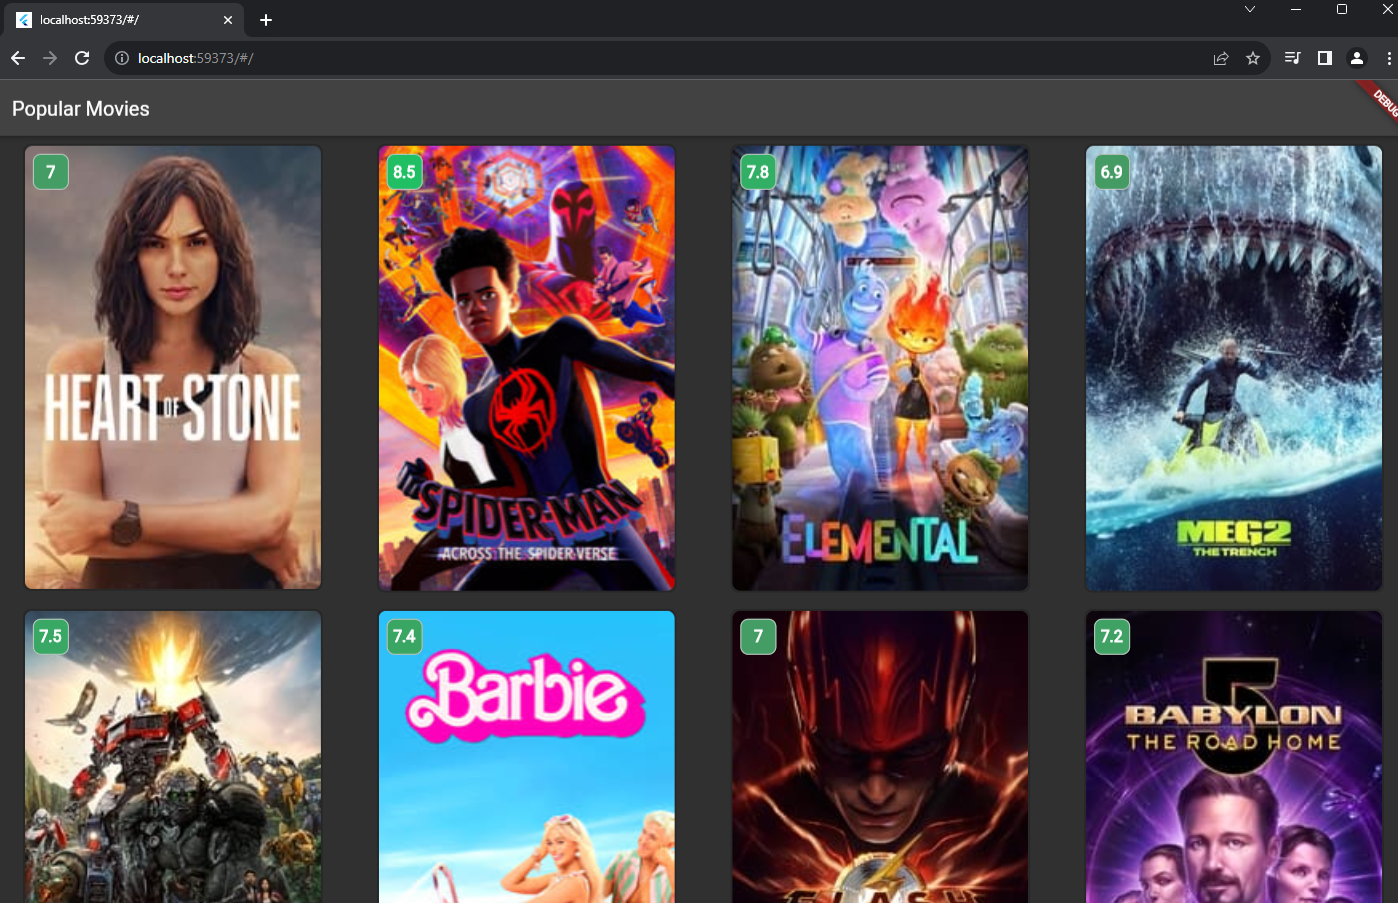 localhost:59373/#/
localhost:59373/#/
Popular Movies
DEBUG
7
HEART OF STONE
8.5
SPIDER-MAN
ACROSS THE SPIDER-VERSE
7.8
ELEMENTAL
6.9
MEG2
THE TRENCH
7.5
7.4
Barbie
7
FLASH
7.2
5
BABYLON
THE ROAD HOME